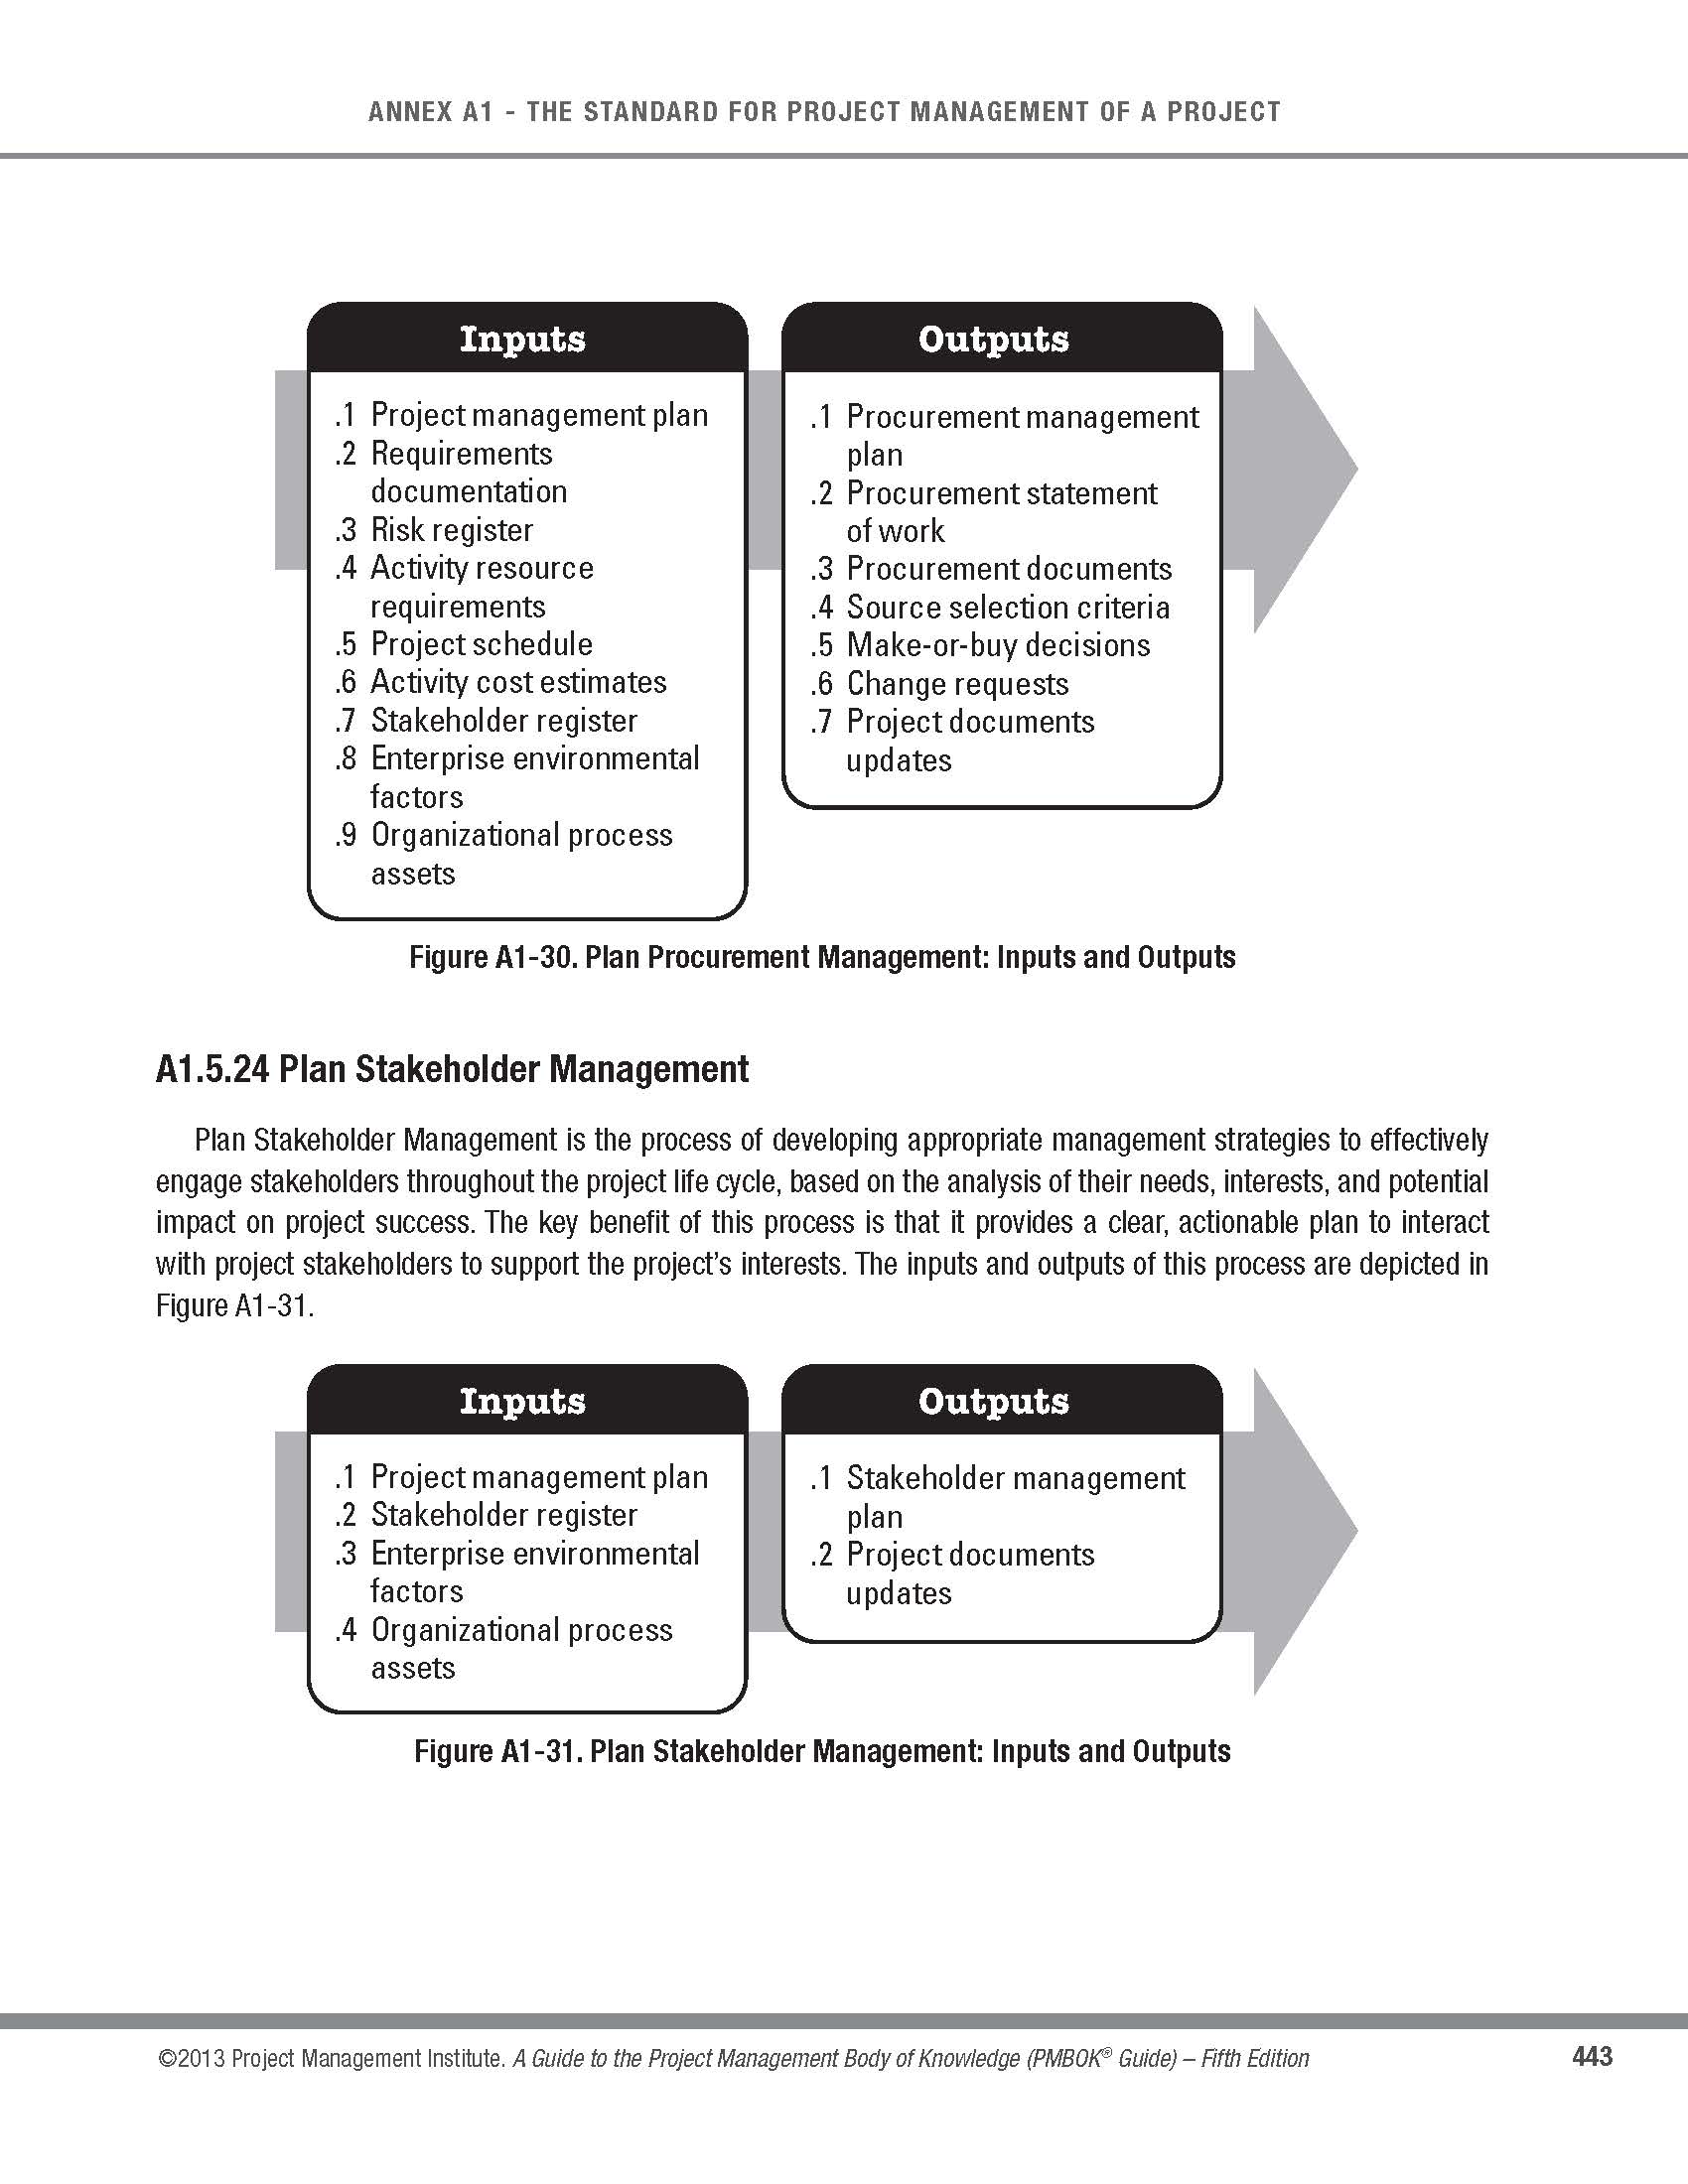 ANNEX A1 - THE STANDARD FOR PROJECT MANAGEMENT OF A PROJECT
Inputs
.1 Project management plan
.2 Requirements
documentation
.3 Risk register
.4 Activity resource
requirements
.5 Project schedule
.6 Activity cost estimates
.7 Stakeholder register
.8 Enterprise environmental
factors
.9 Organizational process
assets
Outputs
.1 Procurement management
plan
.2 Procurement statement
of work
.3 Procurement documents
.4 Source selection criteria
.5 Make-or-buy decisions
.6 Change requests
.7 Project documents
updates
Figure A1-30. Plan Procurement Management: Inputs and Outputs
A1.5.24 Plan Stakeholder Management
Plan Stakeholder Management is the process of developing appropriate management strategies to effectively
engage stakeholders throughout the project life cycle, based on the analysis of their needs, interests, and potential
impact on project success. The key benefit of this process is that it provides a clear, actionable plan to interact
with project stakeholders to support the project’s interests. The inputs and outputs of this process are depicted in
Figure A1-31.
Inputs
.1 Project management plan
.2 Stakeholder register
.3 Enterprise environmental
factors
.4 Organizational process
assets
Outputs
.1 Stakeholder management
plan
.2 Project documents
updates
Figure A1-31. Plan Stakeholder Management: Inputs and Outputs
©2013 Project Management Institute. A Guide to the Project Management Body of Knowledge (PMBOK® Guide) – Fifth Edition
443